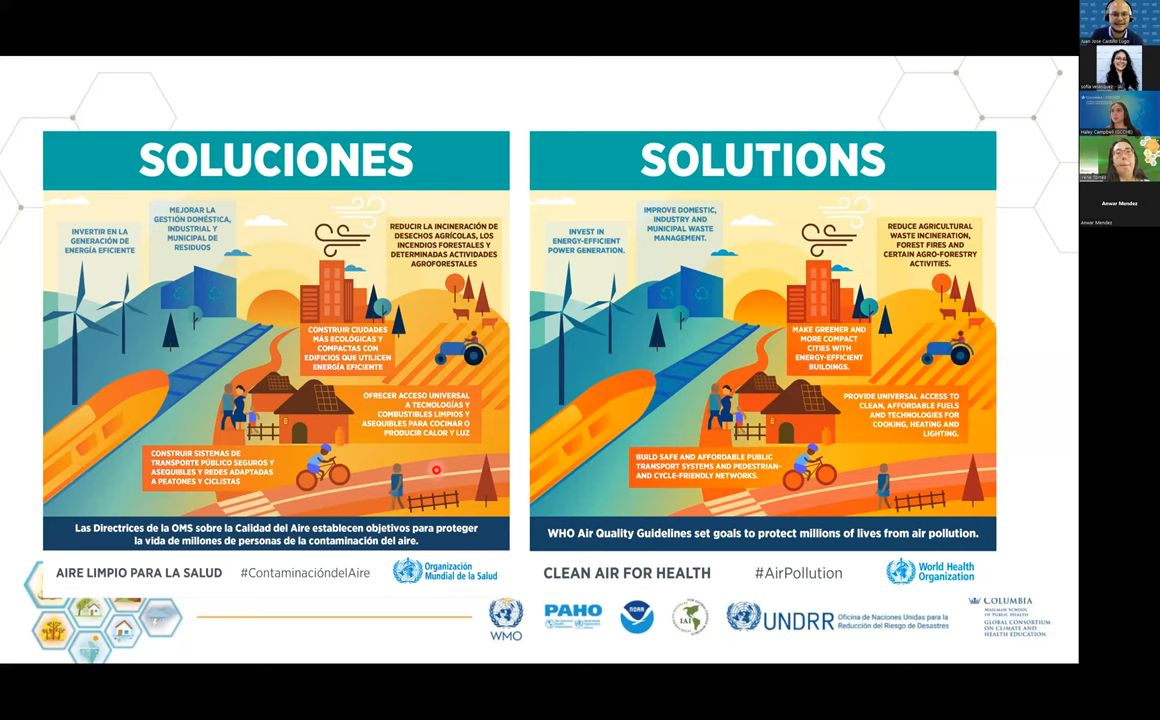 SOLUCIONES
INVERTIR EN LA
GENERACIÓN DE
ENERGÍA EFICIENTE
MEJORAR LA
GESTIÓN DOMÉSTICA,
INDUSTRIAL Y
MUNICIPAL DE
RESIDUOS
REDUCIR LA INCINERACIÓN DE
DESECHOS AGRÍCOLAS, LOS
INCENDIOS FORESTALES Y
DETERMINADAS ACTIVIDADES
AGROFORESTALES
CONSTRUIR CIUDADES
MÁS ECOLÓGICAS Y
COMPACTAS CON
EDIFICIOS QUE UTILICEN
ENERGÍA EFICIENTE
OFRECER ACCESO UNIVERSAL
A TECNOLOGÍAS Y
COMBUSTIBLES LIMPIOS Y
ASEQUIBLES PARA COCINAR O
PRODUCIR CALOR Y LUZ
CONSTRUIR SISTEMAS DE
TRANSPORTE PÚBLICO SEGUROS Y
ASEQUIBLES Y REDES ADAPTADAS
A PEATONES Y CICLISTAS
Las Directrices de la OMS sobre la Calidad del Aire establecen objetivos para proteger
la vida de millones de personas de la contaminación del aire.
AIRE LIMPIO PARA LA SALUD
#ContaminacióndelAire
Organización
Mundial de la Salud
SOLUTIONS
INVEST IN
ENERGY-EFFICIENT
POWER GENERATION.
IMPROVE DOMESTIC,
INDUSTRY AND
MUNICIPAL WASTE
MANAGEMENT.
REDUCE AGRICULTURAL
WASTE INCINERATION,
FOREST FIRES AND
CERTAIN AGRO-FORESTRY
ACTIVITIES.
MAKE GREENER AND
MORE COMPACT
CITIES WITH
ENERGY-EFFICIENT
BUILDINGS.
PROVIDE UNIVERSAL ACCESS TO
CLEAN, AFFORDABLE FUELS
AND TECHNOLOGIES FOR
COOKING, HEATING AND
LIGHTING.
BUILD SAFE AND AFFORDABLE PUBLIC
TRANSPORT SYSTEMS AND PEDESTRIAN-
AND CYCLE-FRIENDLY NETWORKS.
WHO Air Quality Guidelines set goals to protect millions of lives from air pollution.
CLEAN AIR FOR HEALTH
#AirPollution
World Health
Organization
WMO
PAHO
NOAA
IAI
UNDRR
Oficina de Naciones Unidas para la
Reducción del Riesgo de Desastres
COLUMBIA
MAILMAN SCHOOL
OF PUBLIC HEALTH
GLOBAL CONSORTIUM
ON CLIMATE AND
HEALTH EDUCATION
Juan José Castillo Lugo
Haley Campbell (GCCHE)
Anwar Mendez
Anwar Mendez